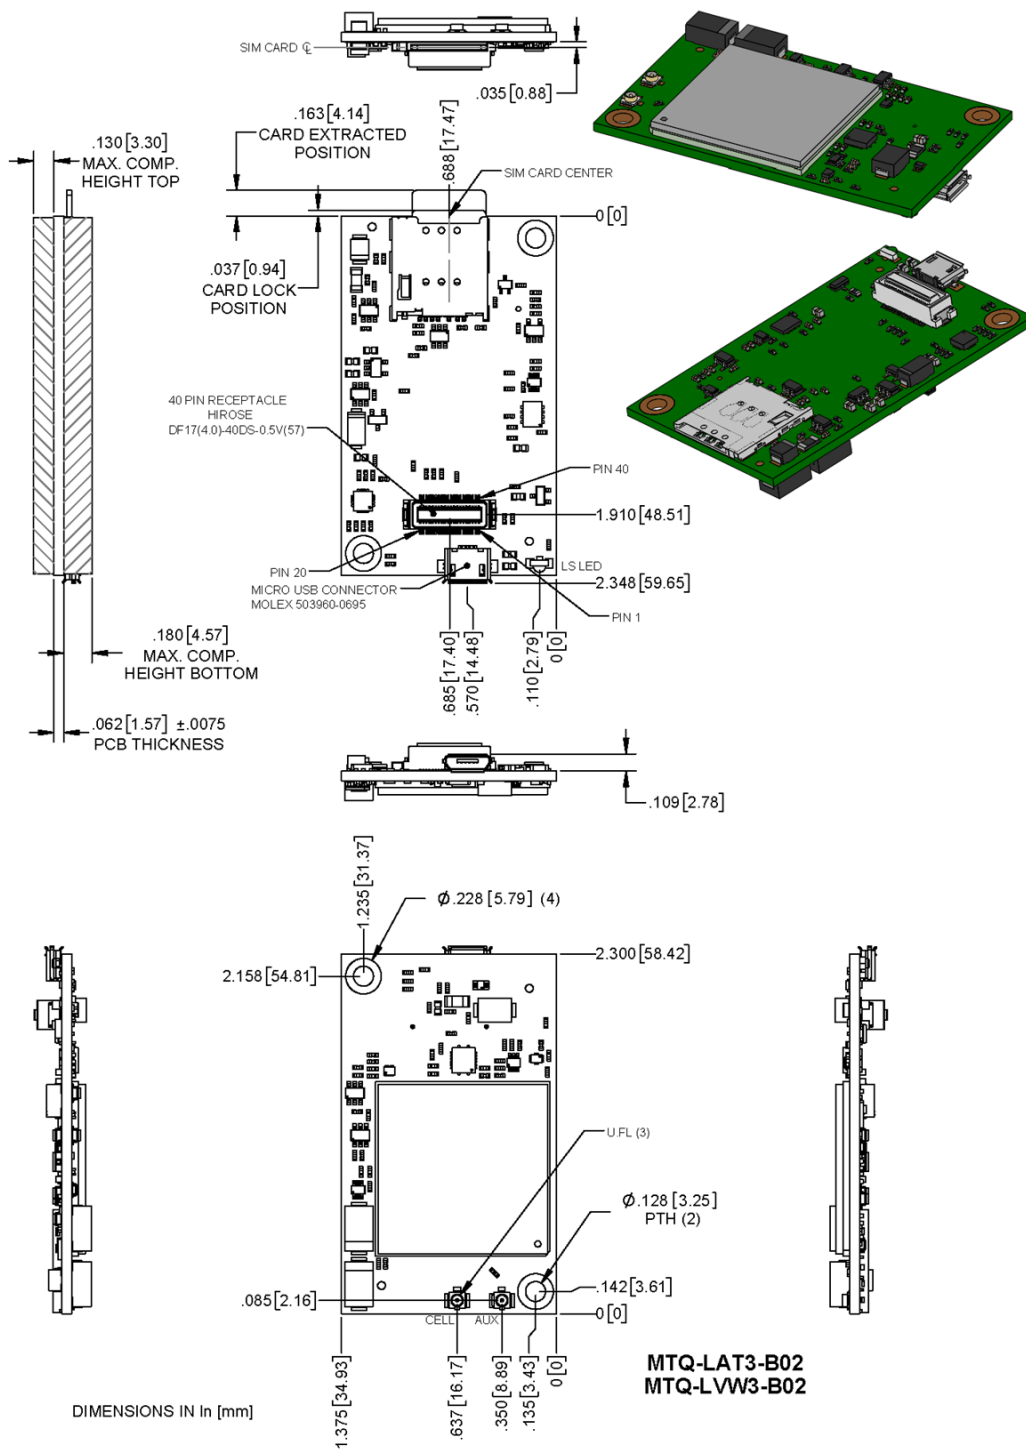 SIM CARD ℄
.035[0.88]
.163[4.14]
CARD EXTRACTED
POSITION
.688[17.47]
.130[3.30]
MAX. COMP.
HEIGHT TOP
SIM CARD CENTER
0[0]
.037[0.94]
CARD LOCK
POSITION
40 PIN RECEPTACLE
HIROSE
DF17(4.0)-40DS-0.5V(57)
PIN 40
1.910[48.51]
PIN 20
LS LED
MICRO USB CONNECTOR
MOLEX 503960-0695
2.348[59.65]
PIN 1
.180[4.57]
MAX. COMP.
HEIGHT BOTTOM
.685[17.40]
.570[14.48]
.110[2.79]
0[0]
.062[1.57] ±.0075
PCB THICKNESS
.109[2.78]
1.235[31.37]
Ø.228[5.79] (4)
2.158[54.81]
2.300[58.42]
U.FL (3)
Ø.128[3.25]
PTH (2)
.142[3.61]
.085[2.16]
0[0]
CELL
AUX
1.375[34.93]
.637[16.17]
.350[8.89]
.135[3.43]
0[0]
MTQ-LAT3-B02
MTQ-LVW3-B02
DIMENSIONS IN In [mm]